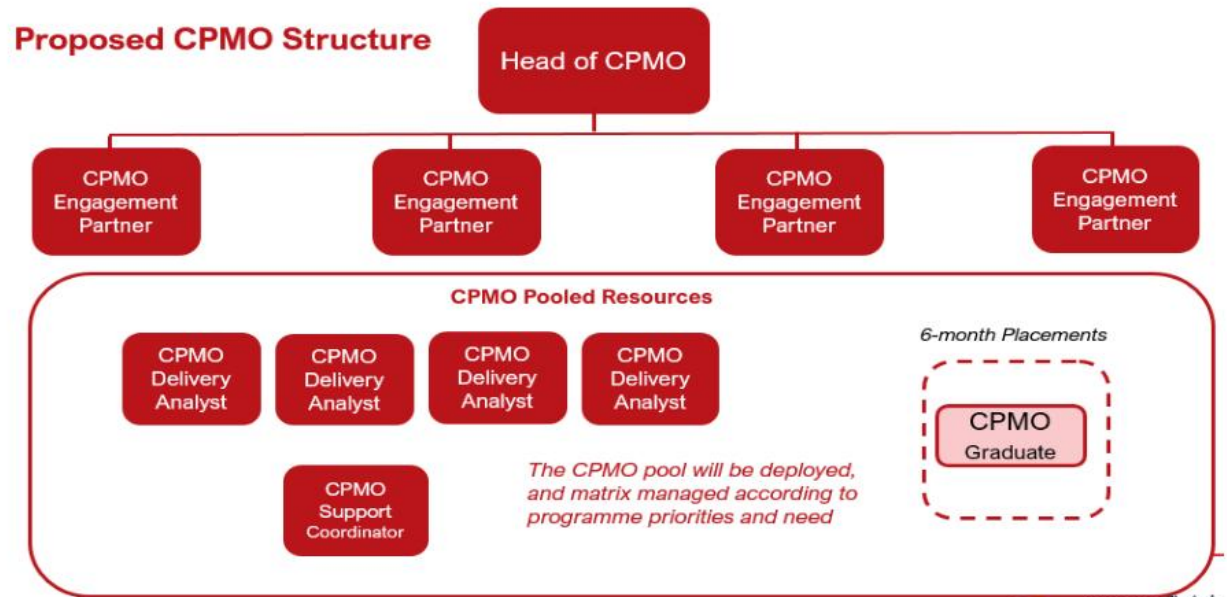 Proposed CPMO Structure
Head of CPMO
CPMO
Engagement
Partner
CPMO
Engagement
Partner
CPMO
Engagement
Partner
CPMO
Engagement
Partner
CPMO Pooled Resources
CPMO
Delivery
Analyst
CPMO
Delivery
Analyst
CPMO
Delivery
Analyst
CPMO
Delivery
Analyst
6-month Placements
CPMO
Graduate
CPMO
Support
Coordinator
The CPMO pool will be deployed,
and matrix managed according to
programme priorities and need